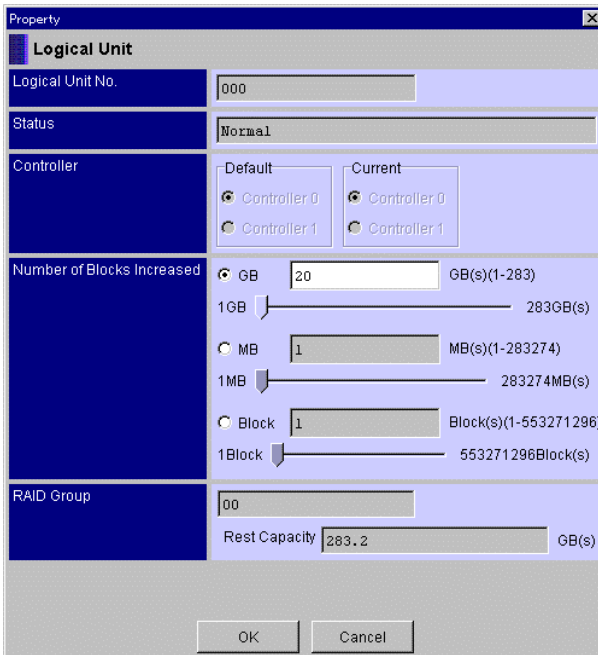 Property
Logical Unit
Logical Unit No.
000
Status
Normal
Controller
Default
Current
Controller 0
Controller 0
Controller 1
Controller 1
Number of Blocks Increased
GB
20
GB(s)(1-283)
1GB
283GB(s)
MB
1
MB(s)(1-283274)
1MB
283274MB(s)
Block
1
Block(s)(1-553271296)
1Block
553271296Block(s)
RAID Group
00
Rest Capacity
283.2
GB(s)
OK
Cancel